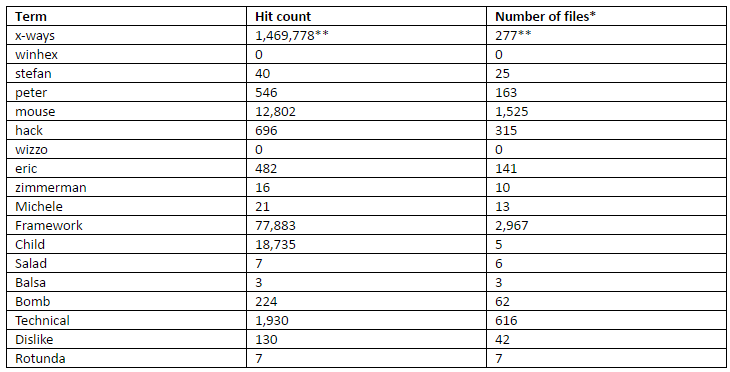 Term Hit count Number of files*
x-ways 1,469,778** 277**
winhex 0 0
stefan 40 25
peter 546 163
mouse 12,802 1,525
hack 696 315
wizzo 0 0
eric 482 141
zimmerman 16 10
Michele 21 13
Framework 77,883 2,967
Child 18,735 5
Salad 7 6
Balsa 3 3
Bomb 224 62
Technical 1,930 616
Dislike 130 42
Rotunda 7 7